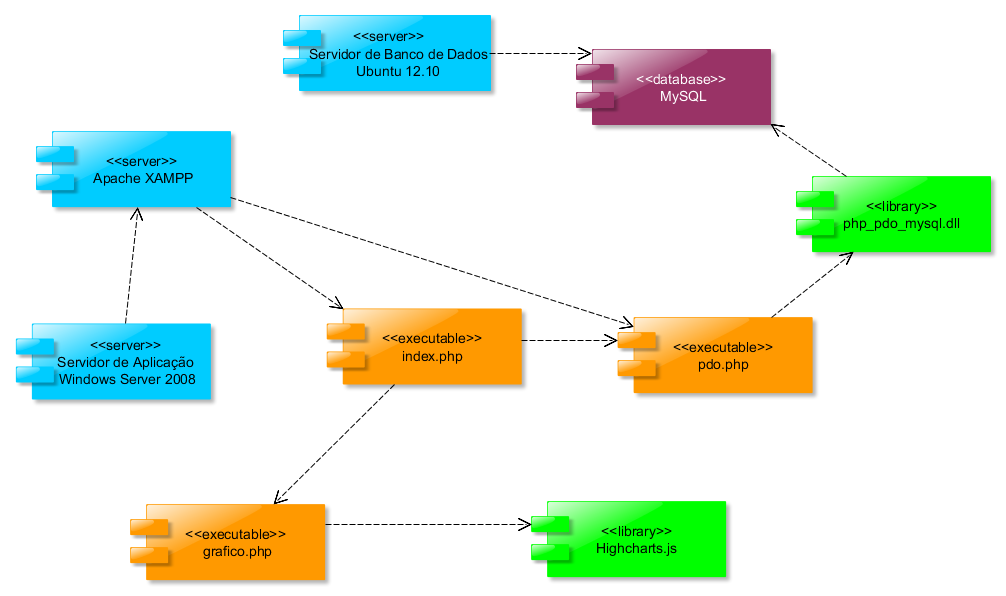 <<server>>
Servidor de Banco de Dados
Ubuntu 12.10
<<database>>
MySQL
<<server>>
Apache XAMPP
<<library>>
php_pdo_mysql.dll
<<server>>
Servidor de Aplicação
Windows Server 2008
<<executable>>
index.php
<<executable>>
pdo.php
<<executable>>
grafico.php
<<library>>
Highcharts.js